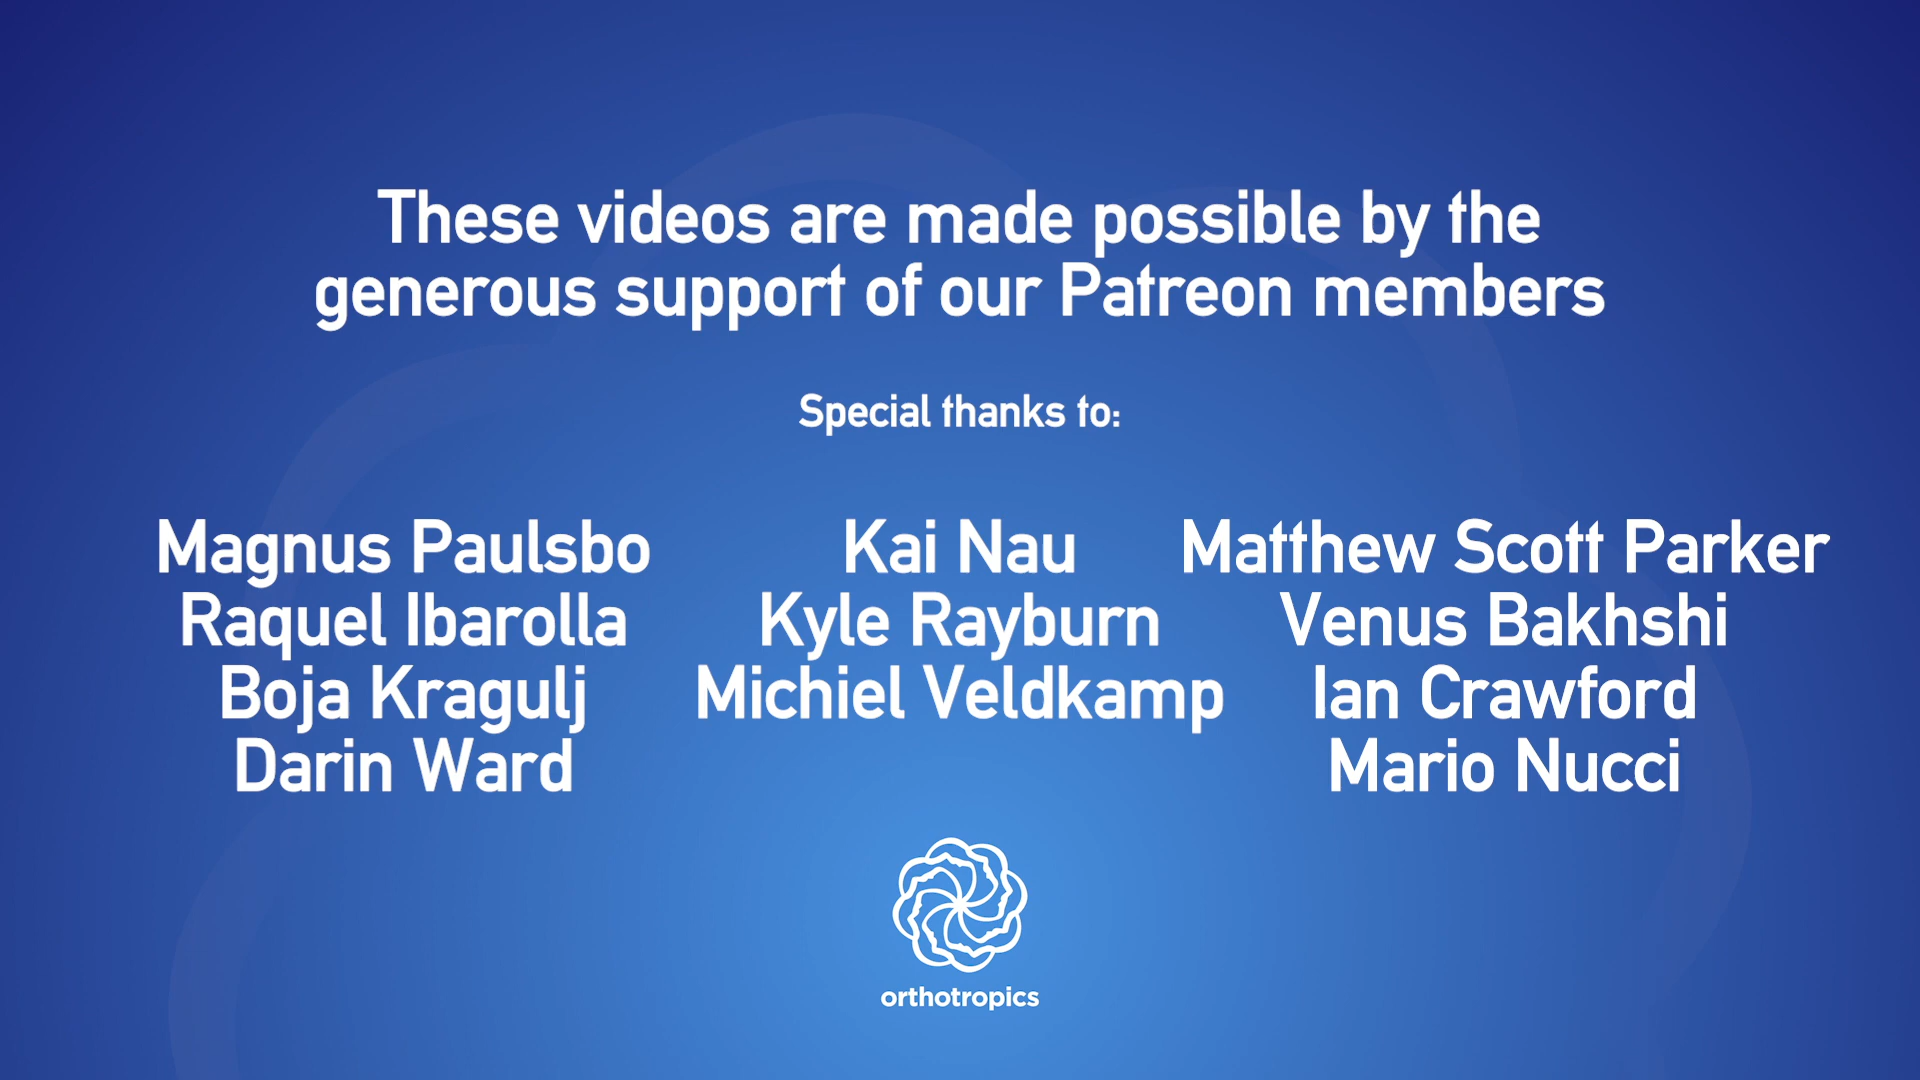 These videos are made possible by the
generous support of our Patreon members
Special thanks to:
Magnus Paulsbo
Raquel Ibarolla
Boja Kragulj
Darin Ward
Kai Nau
Kyle Rayburn
Michiel Veldkamp
Matthew Scott Parker
Venus Bakhshi
Ian Crawford
Mario Nucci
orthotropics